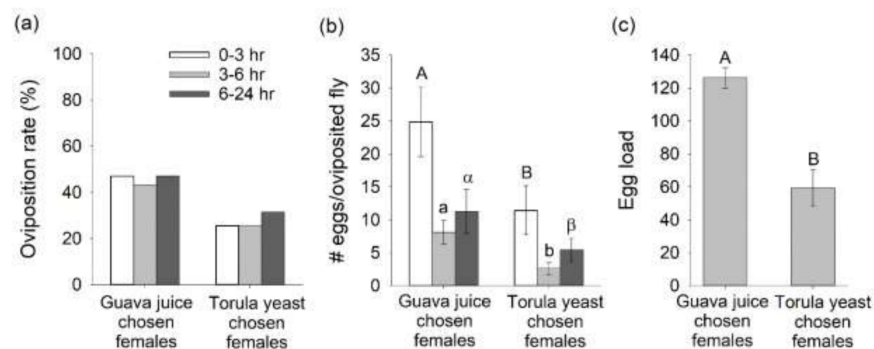 (a)
Oviposition rate (%)
100
80
60
40
20
0
0-3 hr
3-6 hr
6-24 hr
Guava juice
chosen
females
Torula yeast
chosen
females
(b)
# eggs/oviposited fly
35
30
25
20
15
10
5
0
A
a
α
B
b
β
Guava juice
chosen
females
Torula yeast
chosen
females
(c)
Egg load
140
120
100
80
60
40
20
0
A
B
Guava juice
chosen
females
Torula yeast
chosen
females